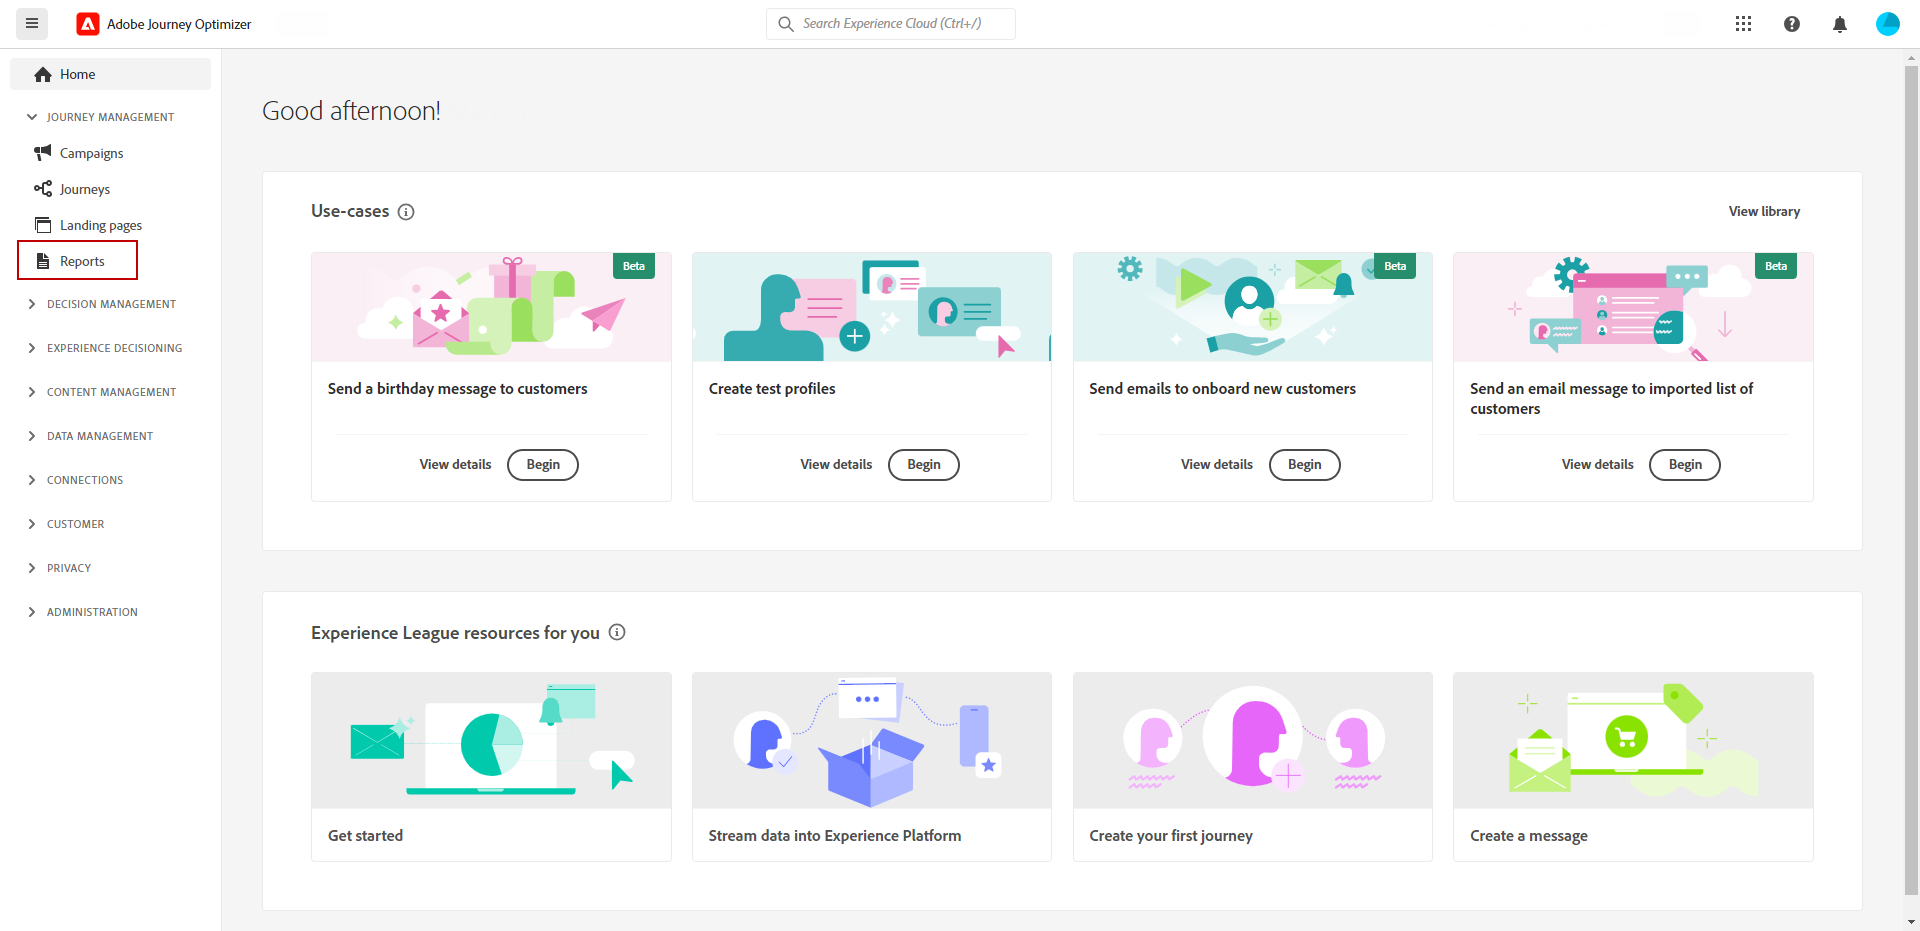 Adobe Journey Optimizer
Search Experience Cloud (Ctrl+/)
Home
JOURNEY MANAGEMENT
Campaigns
Journeys
Landing pages
Reports
DECISION MANAGEMENT
EXPERIENCE DECISIONING
CONTENT MANAGEMENT
DATA MANAGEMENT
CONNECTIONS
CUSTOMER
PRIVACY
ADMINISTRATION
Good afternoon!
Use-cases
View library
Beta
Send a birthday message to customers
View details Begin
Create test profiles
View details Begin
Beta
Send emails to onboard new customers
View details Begin
Beta
Send an email message to imported list of
customers
View details Begin
Experience League resources for you
Get started
Stream data into Experience Platform
Create your first journey
Create a message